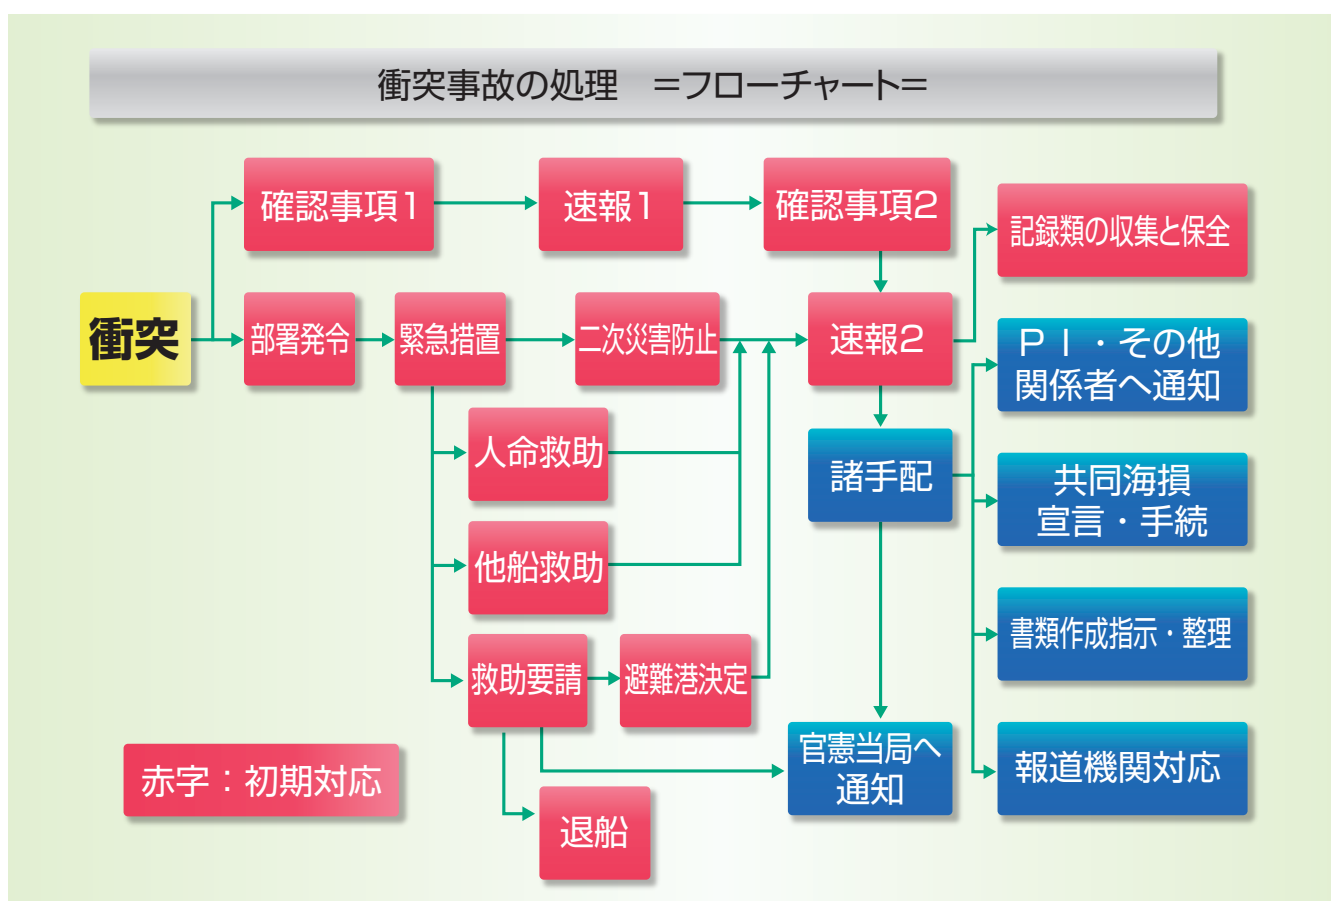 衝突事故の処理　＝フローチャート＝
確認事項1
速報1
確認事項2
記録類の収集と保全
衝突
部署発令
緊急措置
二次災害防止
速報2
ＰＩ・その他
関係者へ通知
人命救助
諸手配
共同海損
宣言・手続
他船救助
書類作成指示・整理
救助要請
避難港決定
官憲当局へ
通知
報道機関対応
赤字：初期対応
退船